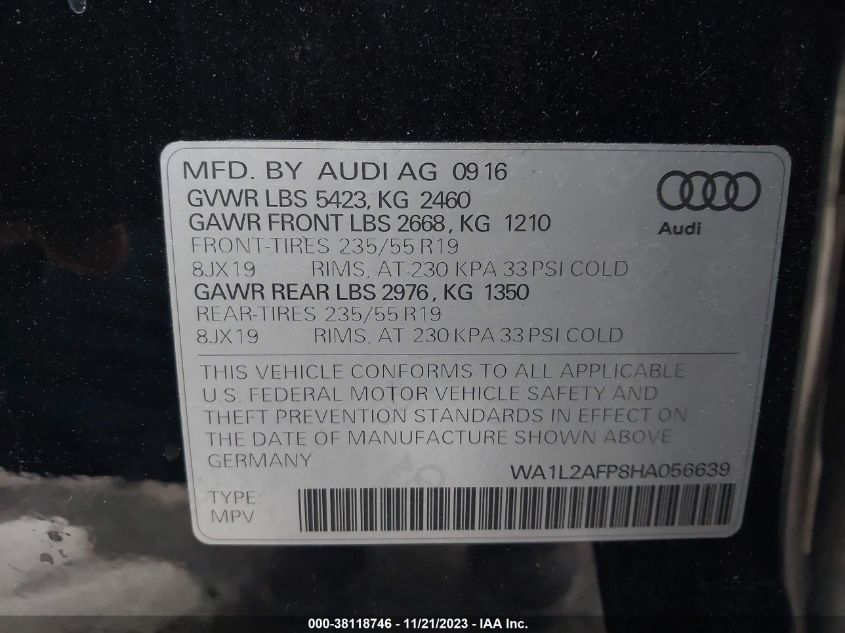 MFD. BY AUDI AG 09 16
GVWR LBS 5423, KG 2460
GAWR FRONT LBS 2668, KG 1210
FRONT-TIRES 235/55 R19
8JX19 RIMS, AT 230 KPA 33 PSI COLD
GAWR REAR LBS 2976, KG 1350
REAR-TIRES 235/55 R19
8JX19 RIMS, AT 230 KPA 33 PSI COLD
Audi
THIS VEHICLE CONFORMS TO ALL APPLICABLE
U.S. FEDERAL MOTOR VEHICLE SAFETY AND
THEFT PREVENTION STANDARDS IN EFFECT ON
THE DATE OF MANUFACTURE SHOWN ABOVE
GERMANY
WA1L2AFP8HA056639
TYPE:
MPV
000-38118746 - 11/21/2023 - IAA Inc.